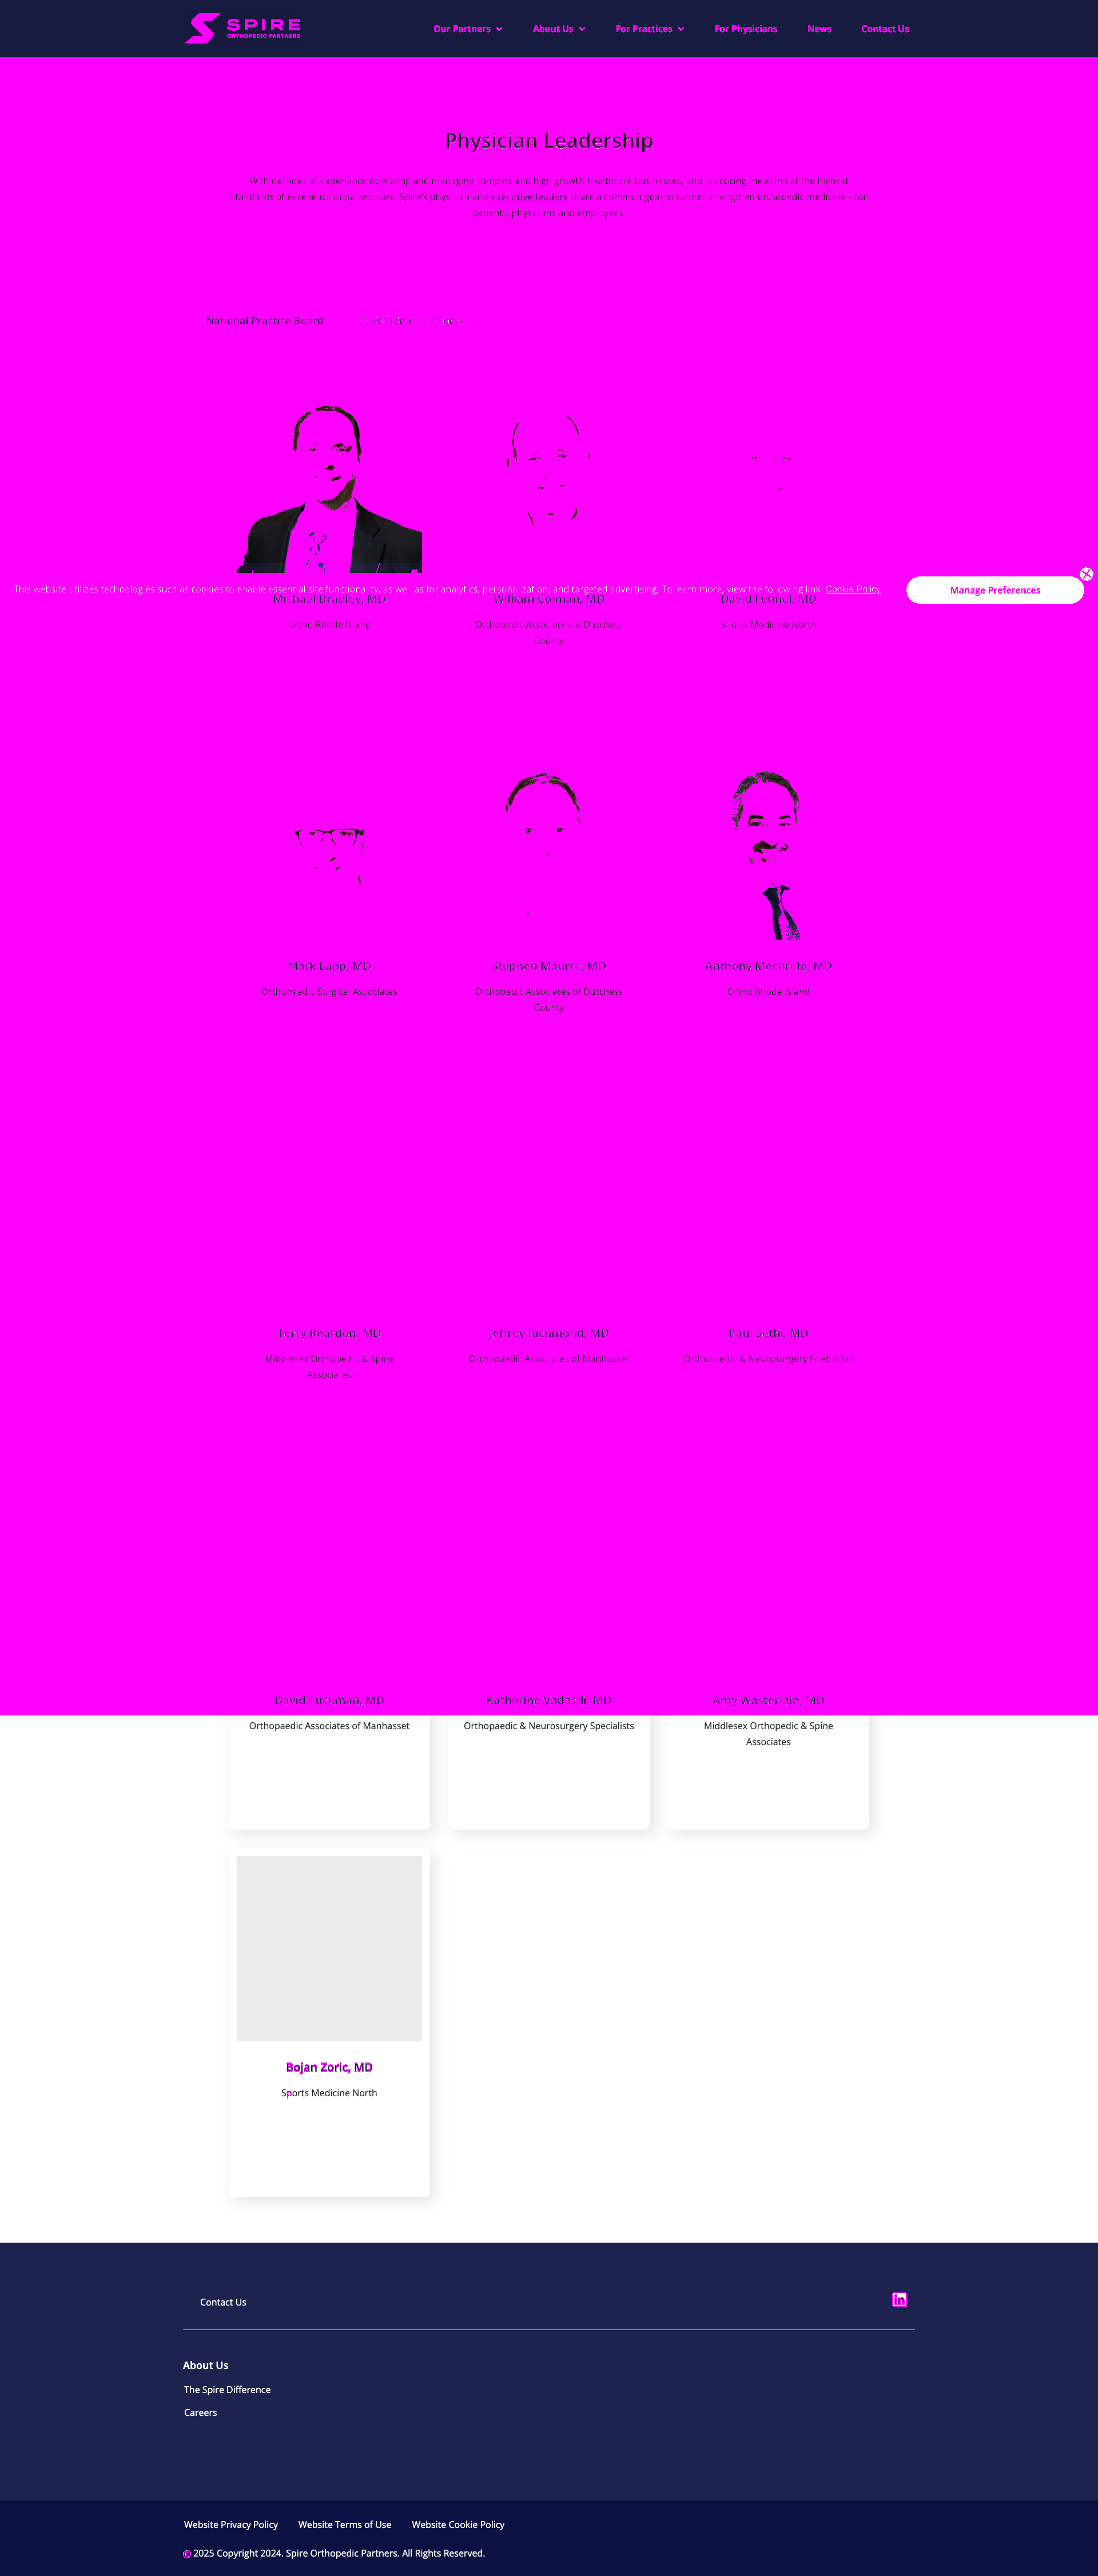 SPIRE
ORTHOPEDIC PARTNERS
Our Partners
About Us
For Practices
For Physicians
News
Contact Us
Physician Leadership
With decades of experience operating and managing complex and high growth healthcare businesses, and practicing medicine at the highest
standards of excellence in patient care, Spire's physician and executive leaders share a common goal to further strengthen orthopedic medicine – for
patients, physicians and employees.
National Practice Board
This website utilizes technologies such as cookies to enable essential site functionality, as well as for analytics, personalization, and targeted advertising. To learn more, view the following link: Cookie Policy
Manage Preferences
Michael Bradley, MD
William Colman, MD
David Fehnel, MD
Ortho Rhode Island
Orthopedic Associates of Dutchess
County
Sports Medicine North
Mark Lapp, MD
Stephen Maurer, MD
Anthony Mechrefe, MD
Orthopaedic Surgical Associates
Orthopedic Associates of Dutchess
County
Ortho Rhode Island
Terry Reardon, MD
Jeffrey Richmond, MD
Paul Sethi, MD
Middlesex Orthopedic & Spine
Associates
Orthopaedic Associates of Manhasset
Orthopaedic & Neurosurgery Specialists
David Tuckman, MD
Katherine Vadasdi, MD
Amy Wasterlain, MD
Orthopaedic Associates of Manhasset
Orthopaedic & Neurosurgery Specialists
Middlesex Orthopedic & Spine
Associates
Bojan Zoric, MD
Sports Medicine North
Contact Us
in
About Us
The Spire Difference
Careers
Website Privacy Policy
Website Terms of Use
Website Cookie Policy
© 2025 Copyright 2024. Spire Orthopedic Partners. All Rights Reserved.